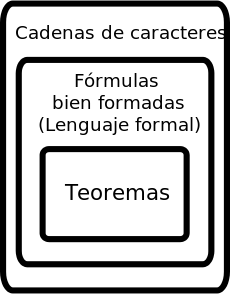 Cadenas de caracteres
Fórmulas
bien formadas
(Lenguaje formal)
Teoremas